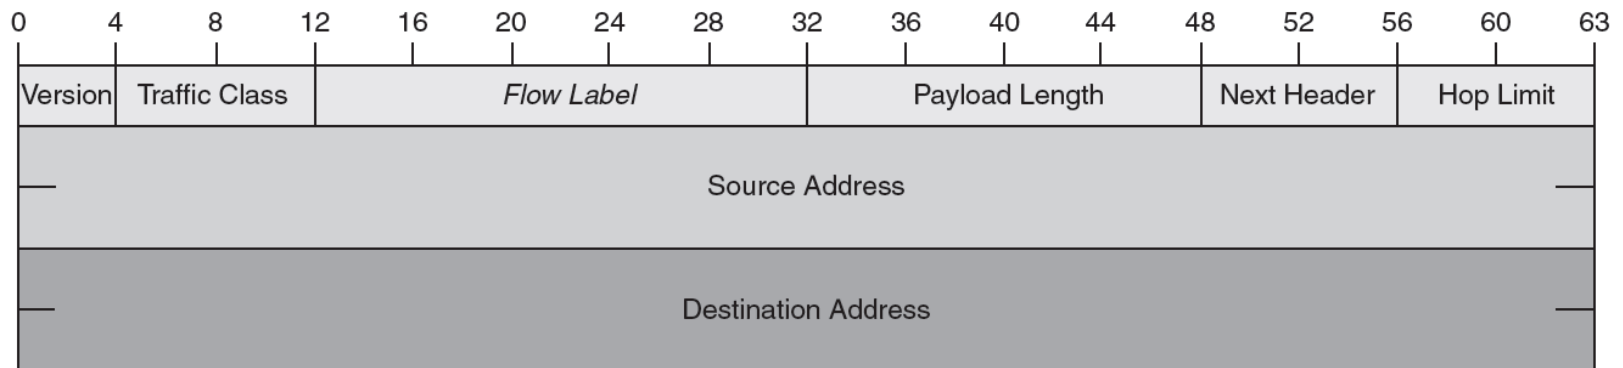 0 4 8 12 16 20 24 28 32 36 40 44 48 52 56 60 63
Version Traffic Class Flow Label Payload Length Next Header Hop Limit
Source Address
Destination Address